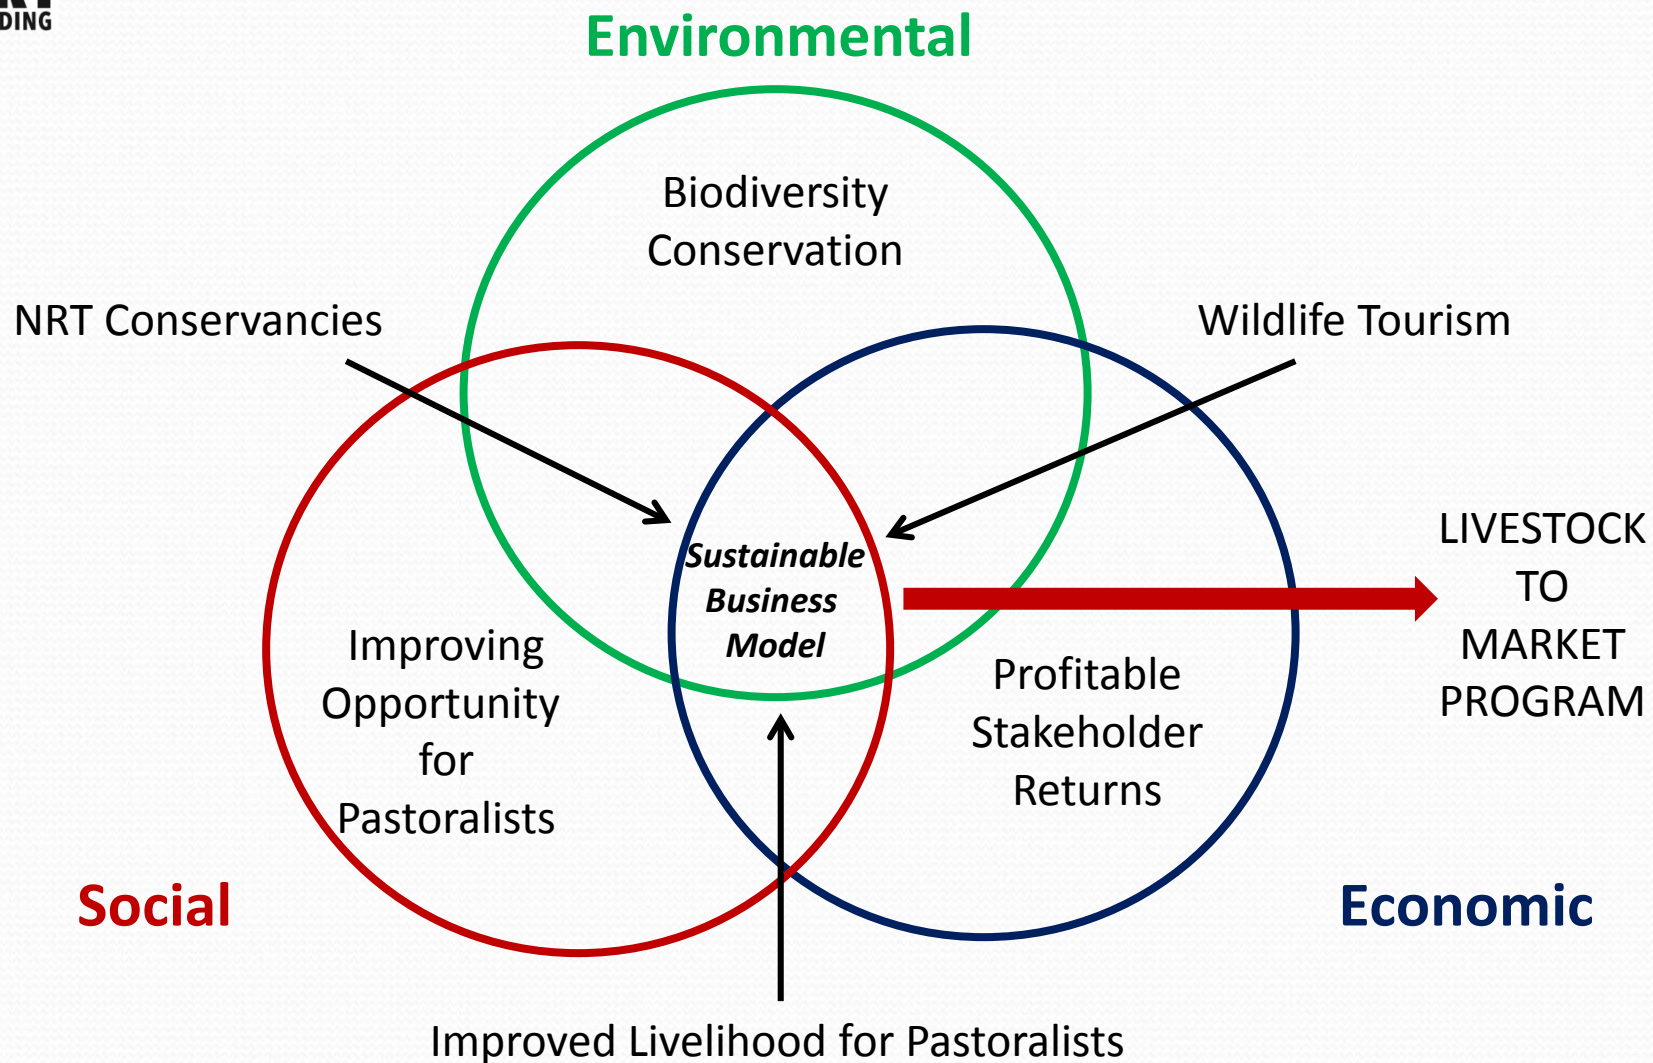 DING
Environmental
Biodiversity
Conservation
NRT Conservancies
Wildlife Tourism
Sustainable
Business
Model
LIVESTOCK
TO
MARKET
PROGRAM
Improving
Opportunity
for
Pastoralists
Profitable
Stakeholder
Returns
Social
Economic
Improved Livelihood for Pastoralists